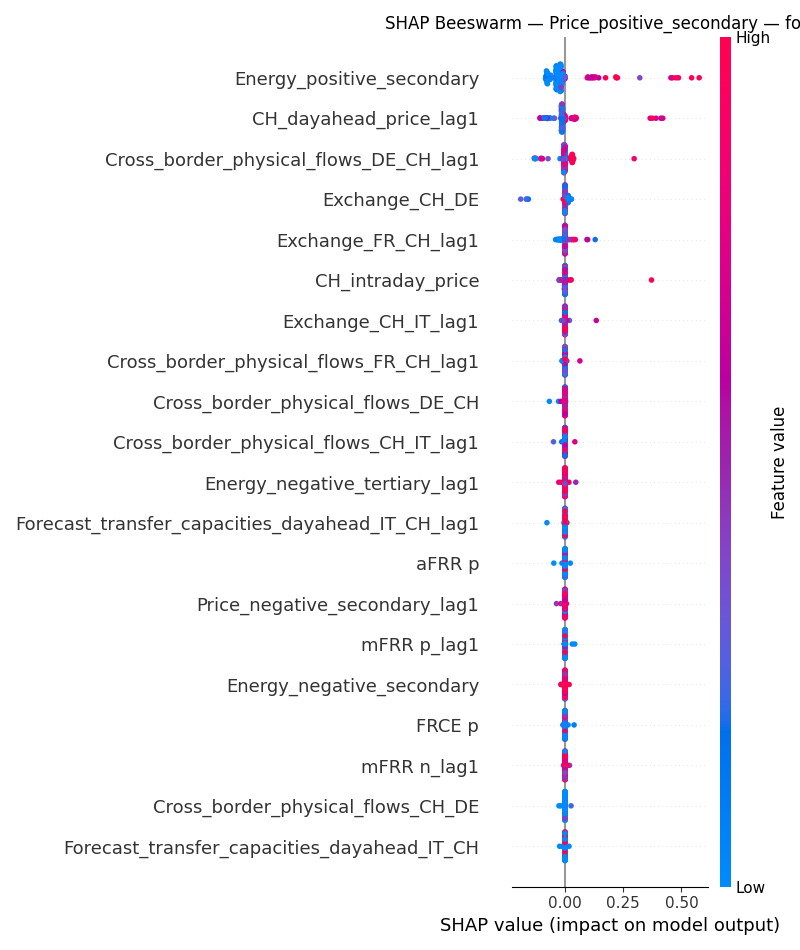 SHAP Beeswarm — Price_positive_secondary — fo
High
Energy_positive_secondary
CH_dayahead_price_lag1
Cross_border_physical_flows_DE_CH_lag1
Exchange_CH_DE
Exchange_FR_CH_lag1
CH_intraday_price
Exchange_CH_IT_lag1
Cross_border_physical_flows_FR_CH_lag1
Cross_border_physical_flows_DE_CH
Cross_border_physical_flows_CH_IT_lag1
Energy_negative_tertiary_lag1
Forecast_transfer_capacities_dayahead_IT_CH_lag1
aFRR p
Price_negative_secondary_lag1
mFRR p_lag1
Energy_negative_secondary
FRCE p
mFRR n_lag1
Cross_border_physical_flows_CH_DE
Forecast_transfer_capacities_dayahead_IT_CH
Feature value
Low
0.00 0.25 0.50
SHAP value (impact on model output)